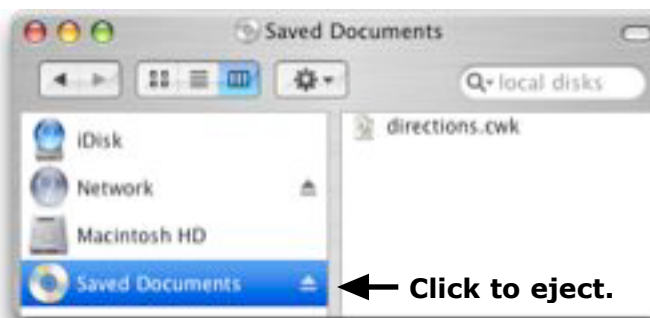 Saved Documents
local disks
iDisk
directions.cwk
Network
Macintosh HD
Saved Documents
Click to eject.